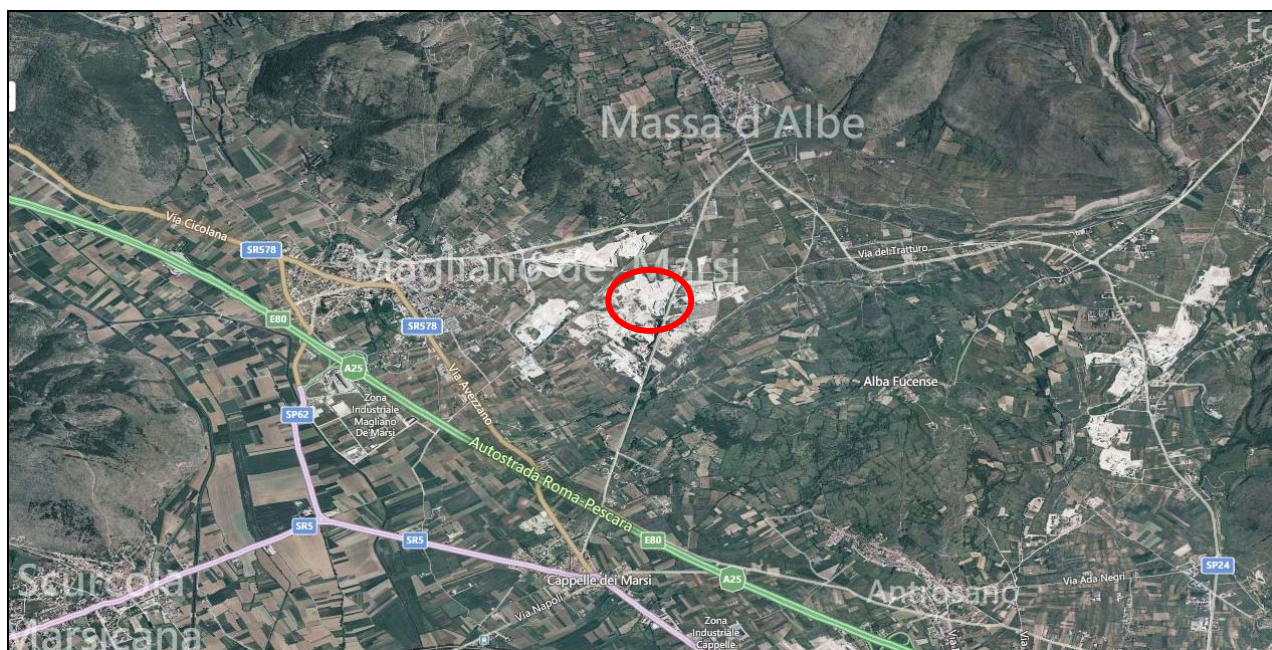 Fo
Massa d'Albe
Via Cicolana
SR578
Via del Tratturo
Magliano de' Marsi
E80
SR578
A25
Via Avezzano
Alba Fucense
Zona
Industriale
Magliano
De Marsi
SP62
Autostrada Roma-Pescara
SR5
SR5
E80
SP24
Scurcola
Marsicana
Cappelle dei Marsi
A25
Via Ada Negri
Antrosano
Via Napoli
Zona
Industriale
Cappelle